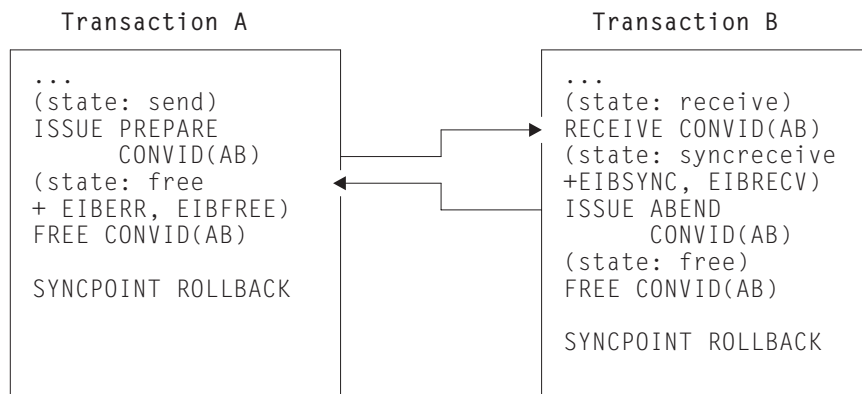 Transaction A
...
(state: send)
ISSUE PREPARE
CONVID(AB)
(state: free
+ EIBERR, EIBFREE)
FREE CONVID(AB)
SYNCPOINT ROLLBACK
Transaction B
...
(state: receive)
RECEIVE CONVID(AB)
(state: syncreceive
+EIBSYNC, EIBRECV)
ISSUE ABEND
CONVID(AB)
(state: free)
FREE CONVID(AB)
SYNCPOINT ROLLBACK